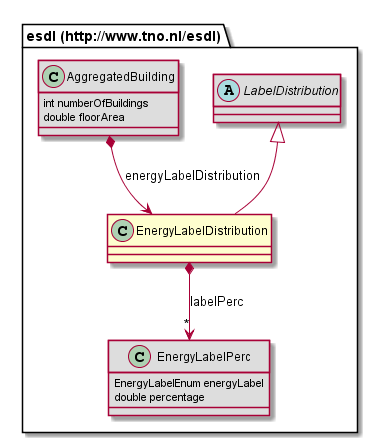 esdl (http://www.tno.nl/esdl)
C AggregatedBuilding
int numberOfBuildings
double floorArea
A LabelDistribution
energyLabelDistribution
C EnergyLabelDistribution
labelPerc
*
C EnergyLabelPerc
EnergyLabelEnum energyLabel
double percentage